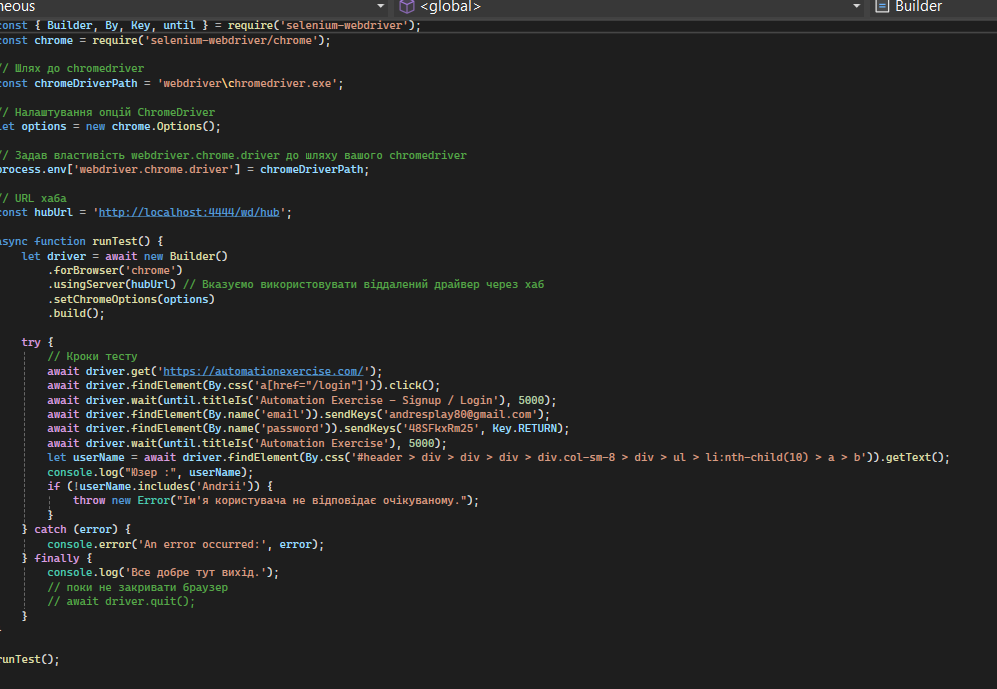 neous <global> Builder
const { Builder, By, Key, until } = require('selenium-webdriver');
const chrome = require('selenium-webdriver/chrome');
// Шлях до chromedriver
const chromeDriverPath = 'webdriver\chromedriver.exe';
// Налаштування опцій ChromeDriver
let options = new chrome.Options();
// Задав властивість webdriver.chrome.driver до шляху вашого chromedriver
process.env['webdriver.chrome.driver'] = chromeDriverPath;
// URL хаба
const hubUrl = 'http://localhost:4444/wd/hub';
async function runTest() {
let driver = await new Builder()
.forBrowser('chrome')
.usingServer(hubUrl) // Вказуємо використовувати віддалений драйвер через хаб
.setChromeOptions(options)
.build();
try {
// Кроки тесту
await driver.get('https://automationexercise.com/');
await driver.findElement(By.css('a[href="/login"]')).click();
await driver.wait(until.titleIs('Automation Exercise - Signup / Login'), 5000);
await driver.findElement(By.name('email')).sendKeys('andresplay80@gmail.com');
await driver.findElement(By.name('password')).sendKeys('48SFkxRm25', Key.RETURN);
await driver.wait(until.titleIs('Automation Exercise'), 5000);
let userName = await driver.findElement(By.css('#header > div > div > div > div.col-sm-8 > div > ul > li:nth-child(10) > a > b')).getText();
console.log("Юзер :", userName);
if (!userName.includes('Andrii')) {
throw new Error("Ім'я користувача не відповідає очікуваному.");
}
} catch (error) {
console.error('An error occurred:', error);
} finally {
console.log('Все добре тут вихід.');
// поки не закривати браузер
// await driver.quit();
}
runTest();